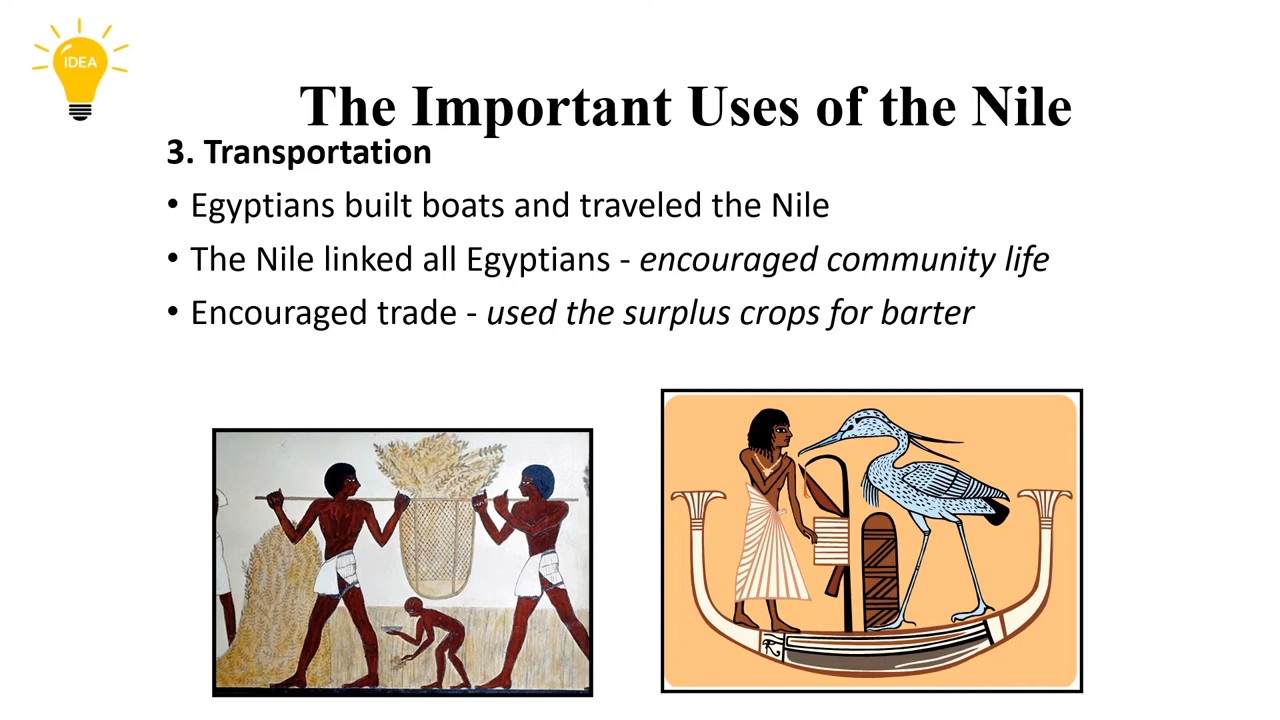 IDEA
The Important Uses of the Nile
3. Transportation
• Egyptians built boats and traveled the Nile
• The Nile linked all Egyptians - encouraged community life
• Encouraged trade - used the surplus crops for barter